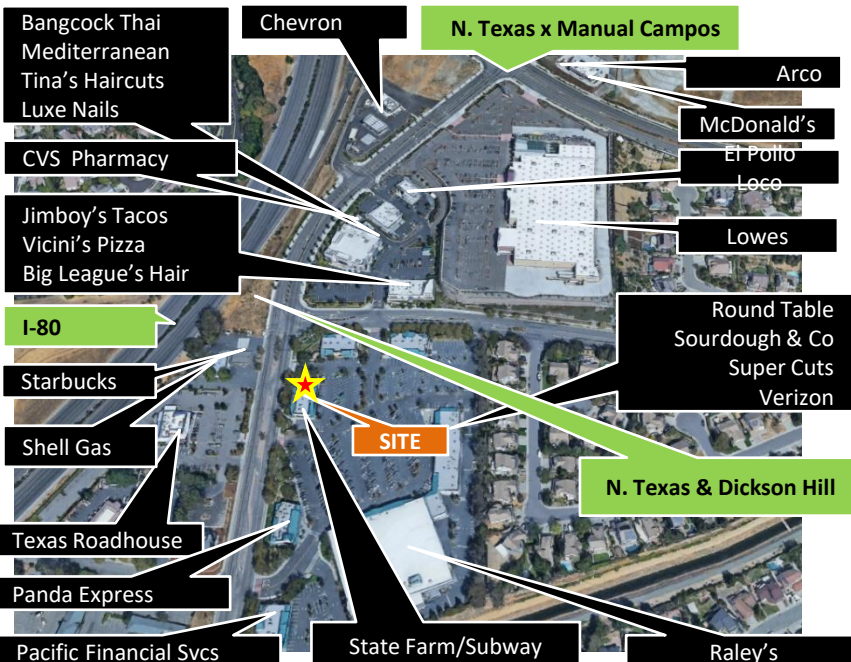 Bangcock Thai
Mediterranean
Tina's Haircuts
Luxe Nails
Chevron
N. Texas x Manual Campos
Arco
McDonald's
CVS Pharmacy
El Pollo
Loco
Jimboy's Tacos
Vicini's Pizza
Big League's Hair
Lowes
I-80
Round Table
Sourdough & Co
Super Cuts
Verizon
Starbucks
SITE
Shell Gas
N. Texas & Dickson Hill
Texas Roadhouse
Panda Express
Pacific Financial Svcs
State Farm/Subway
Raley's